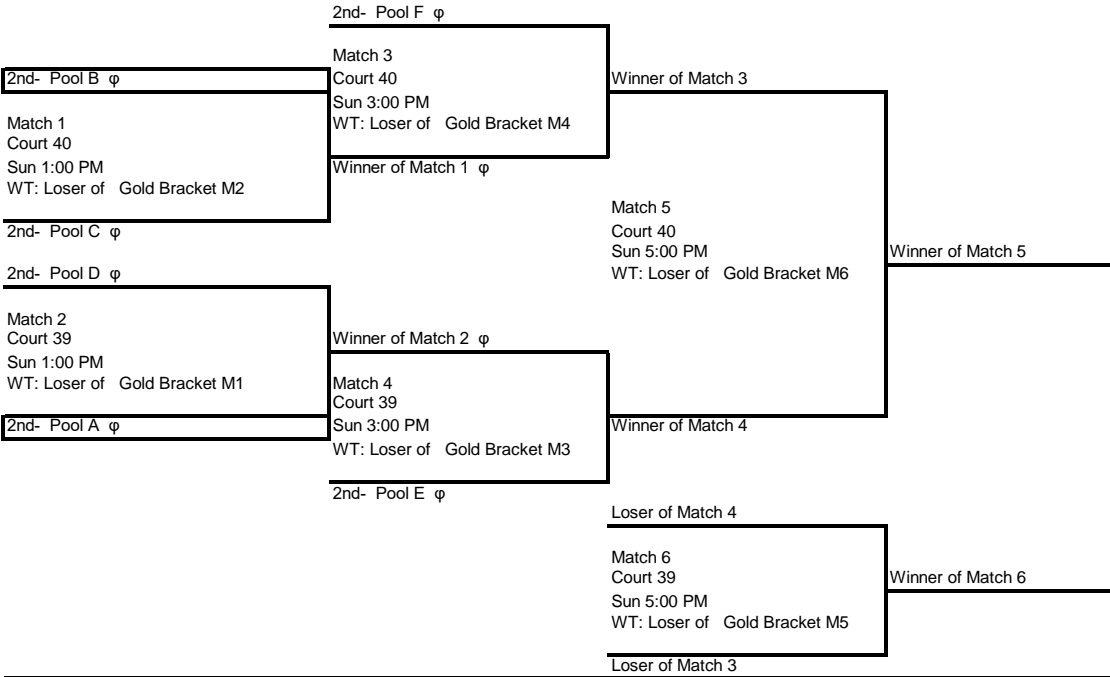 2nd- Pool F φ
Match 3
Court 40
Sun 3:00 PM
WT: Loser of Gold Bracket M4
Winner of Match 1 φ
2nd- Pool B φ
Match 1
Court 40
Sun 1:00 PM
WT: Loser of Gold Bracket M2
2nd- Pool C φ
2nd- Pool D φ
Match 2
Court 39
Sun 1:00 PM
WT: Loser of Gold Bracket M1
2nd- Pool A φ
Winner of Match 2 φ
Match 4
Court 39
Sun 3:00 PM
WT: Loser of Gold Bracket M3
2nd- Pool E φ
Winner of Match 3
Match 5
Court 40
Sun 5:00 PM
WT: Loser of Gold Bracket M6
Winner of Match 4
Winner of Match 5
Loser of Match 4
Match 6
Court 39
Sun 5:00 PM
WT: Loser of Gold Bracket M5
Loser of Match 3
Winner of Match 6